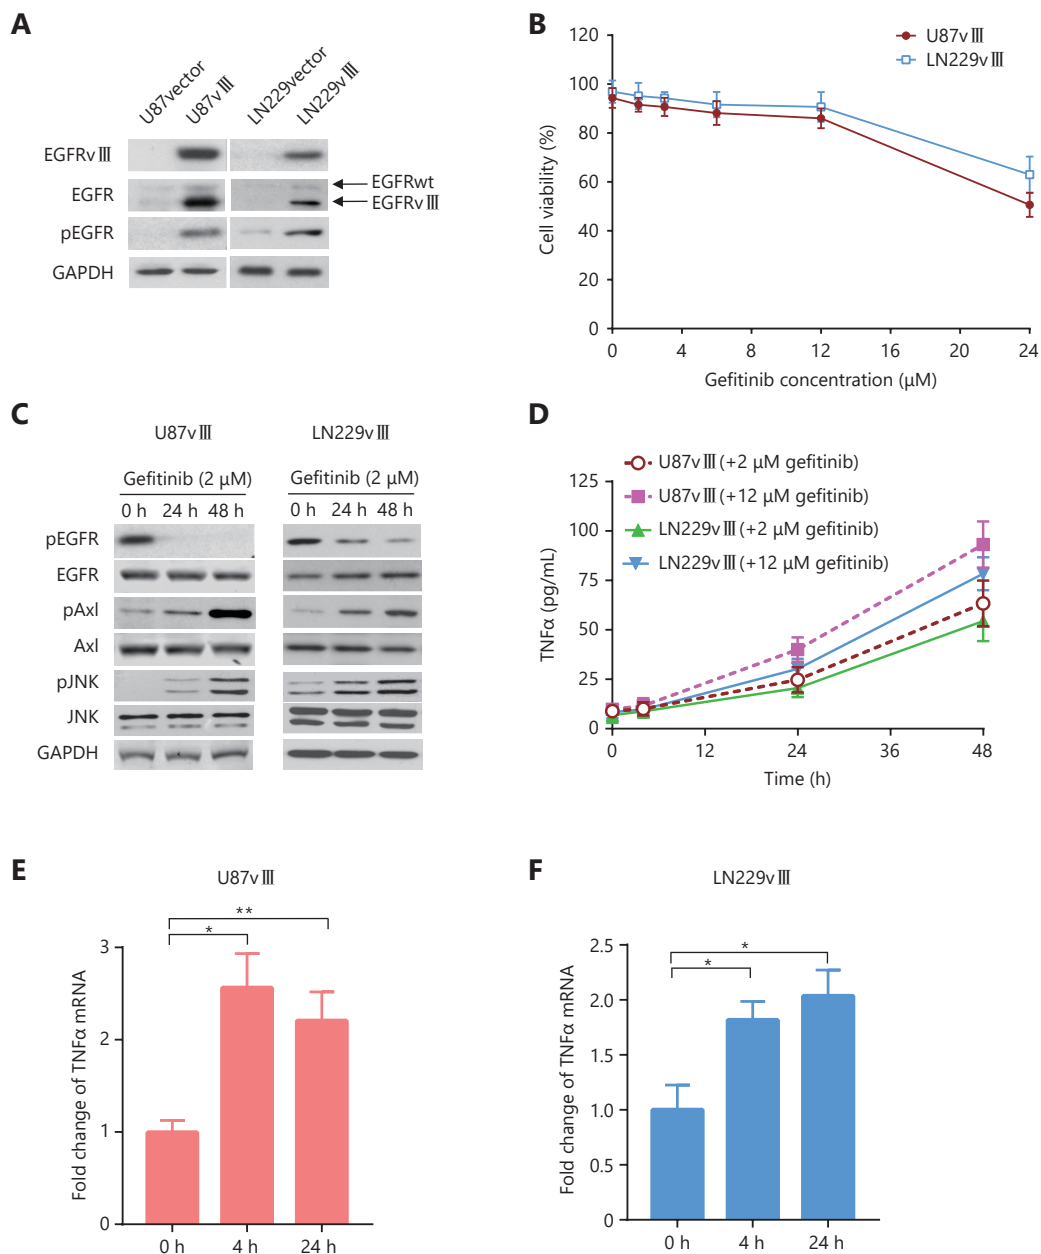 A
U87vector
U87vⅢ
LN229vector
LN229vⅢ
EGFRvⅢ
EGFR
EGFRwt
EGFRvⅢ
pEGFR
GAPDH
B
120
100
80
60
40
20
0
Cell viability (%)
U87vⅢ
LN229vⅢ
0 4 8 12 16 20 24
Gefitinib concentration (μM)
C
U87vⅢ LN229vⅢ
Gefitinib (2 μM) Gefitinib (2 μM)
0 h 24 h 48 h 0 h 24 h 48 h
pEGFR
EGFR
pAxl
Axl
pJNK
JNK
GAPDH
D
U87vⅢ (+2 μM gefitinib)
U87vⅢ (+12 μM gefitinib)
LN229vⅢ (+2 μM gefitinib)
LN229vⅢ (+12 μM gefitinib)
125
100
75
50
25
0
TNFα (pg/mL)
0 12 24 36 48
Time (h)
E
U87vⅢ
**
*
3
2
1
0
Fold change of TNFα mRNA
0 h 4 h 24 h
F
LN229vⅢ
*
*
2.5
2.0
1.5
1.0
0.5
0
Fold change of TNFα mRNA
0 h 4 h 24 h